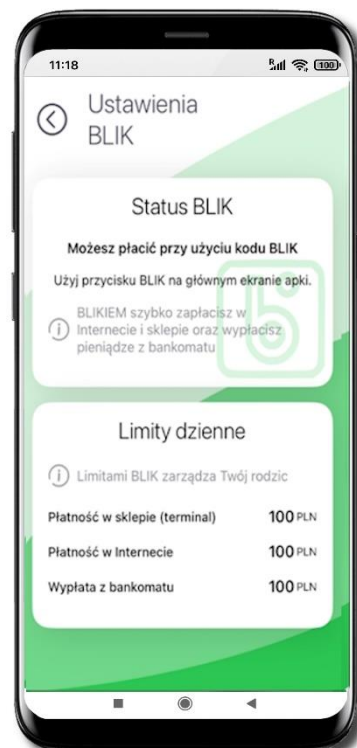 11:18
R
100
Ustawienia
BLIK
Status BLIK
Możesz płacić przy użyciu kodu BLIK
Użyj przycisku BLIK na głównym ekranie apki.
BLIKIEM szybko zapłacisz w
Internecie i sklepie oraz wypłacisz
pieniądze z bankomatu
Limity dzienne
Limitami BLIK zarządza Twój rodzic
Płatność w sklepie (terminal) 100 PLN
Płatność w Internecie 100 PLN
Wypłata z bankomatu 100 PLN